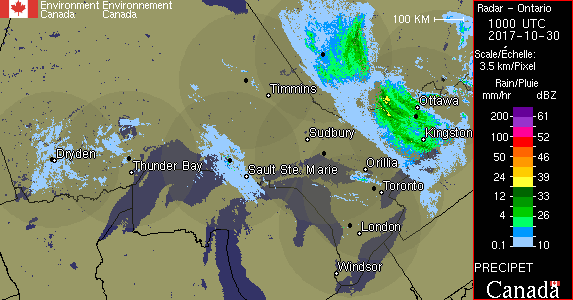 Environment Environnement
Canada Canada
100 KM
Timmins
Ottawa
Sudbury
Kingston
Dryden
Thunder Bay
Sault Ste. Marie
Orillia
Toronto
London
Windsor
Radar - Ontario
1000 UTC
2017-10-30
Scale/Échelle:
3.5 km/Pixel
Rain/Pluie
mm/hr dBZ
200 61
100 52
50 46
24 39
12 33
4 26
0.1 10
PRECIPET
Canada